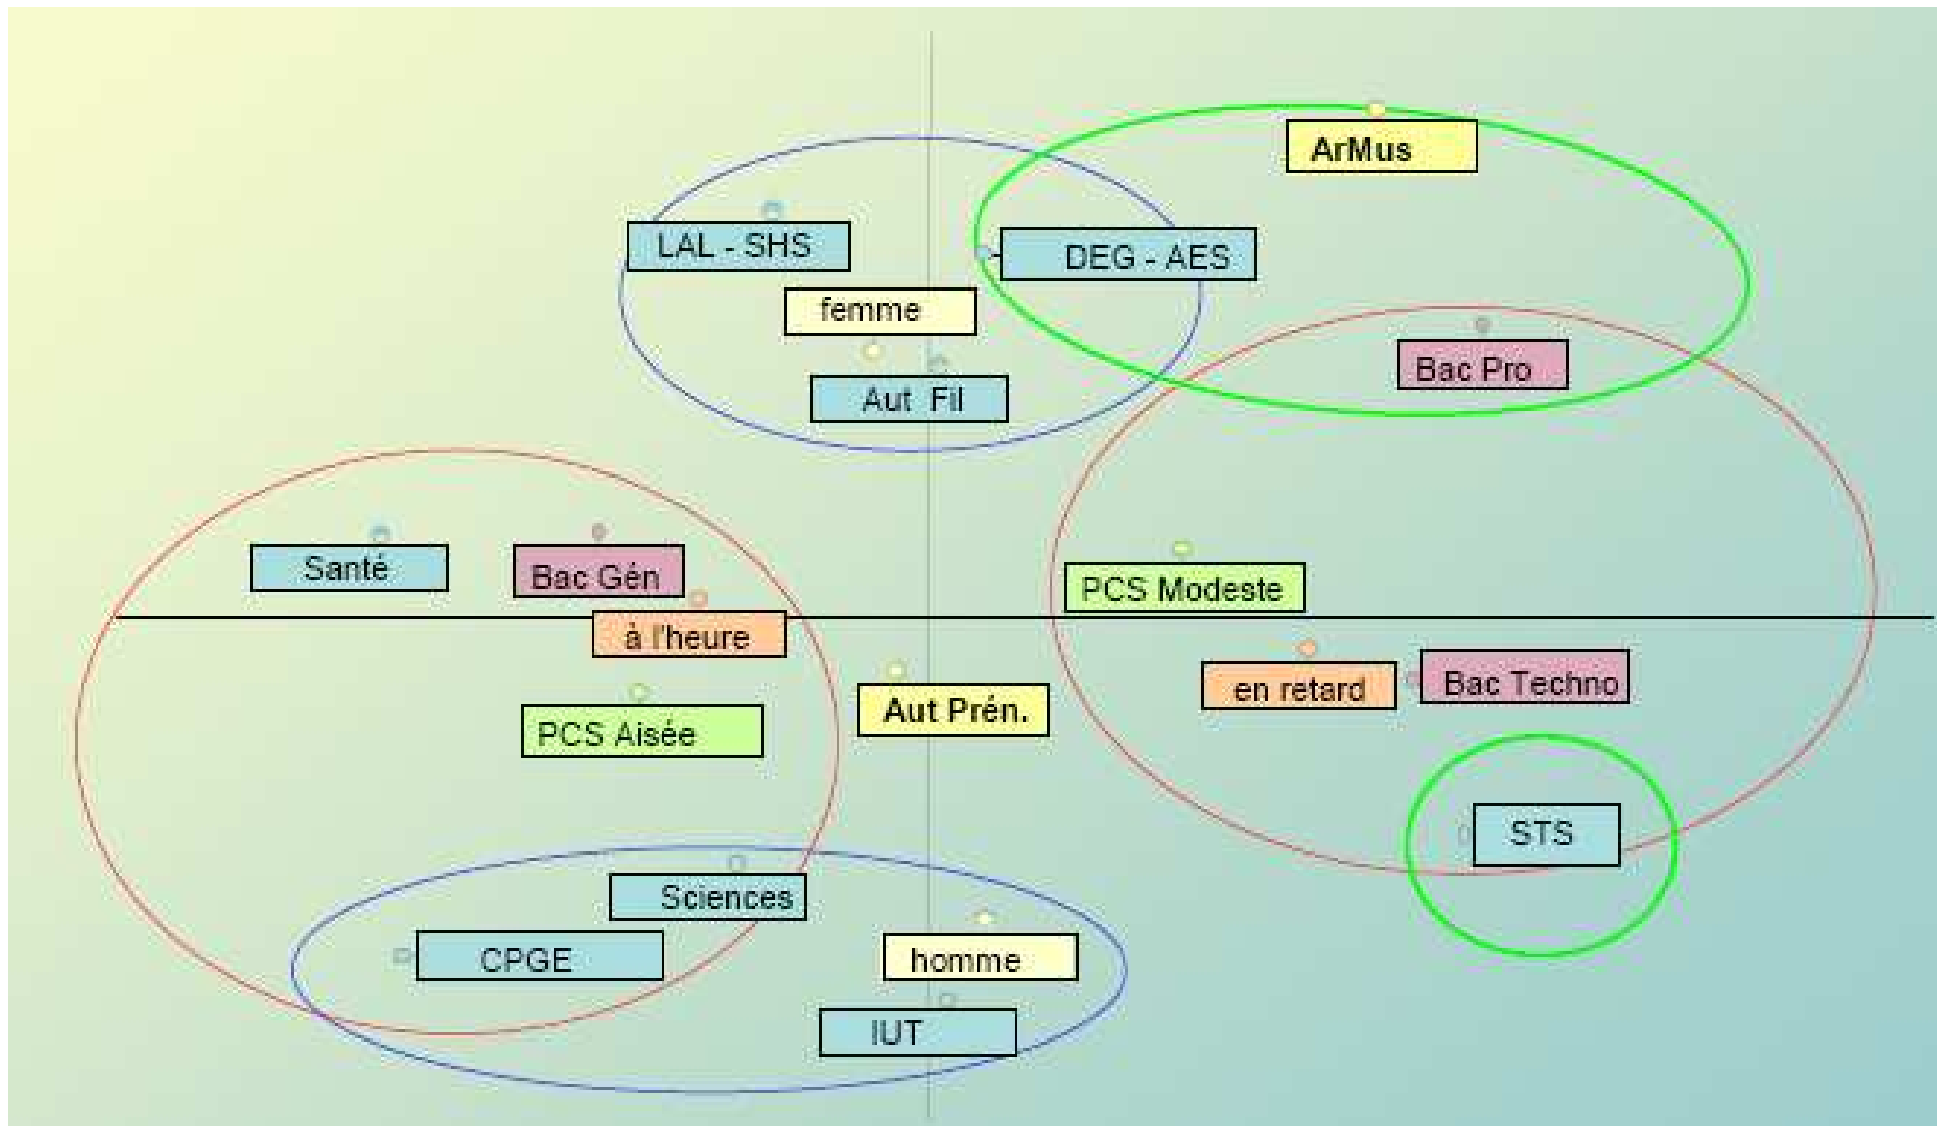 ArMus
LAL - SHS
DEG - AES
femme
Bac Pro
Aut Fil
Santé
Bac Gén
PCS Modeste
à l'heure
en retard
Bac Techno
PCS Aisée
Aut Prén.
STS
Sciences
CPGE
homme
IUT